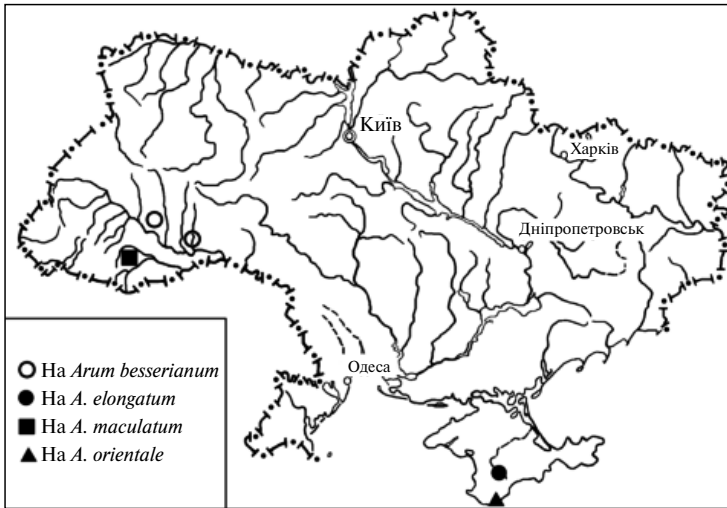 Київ
Харків
Дніпропетровськ
Одеса
На Arum besserianum
На A. elongatum
На A. maculatum
На A. orientale